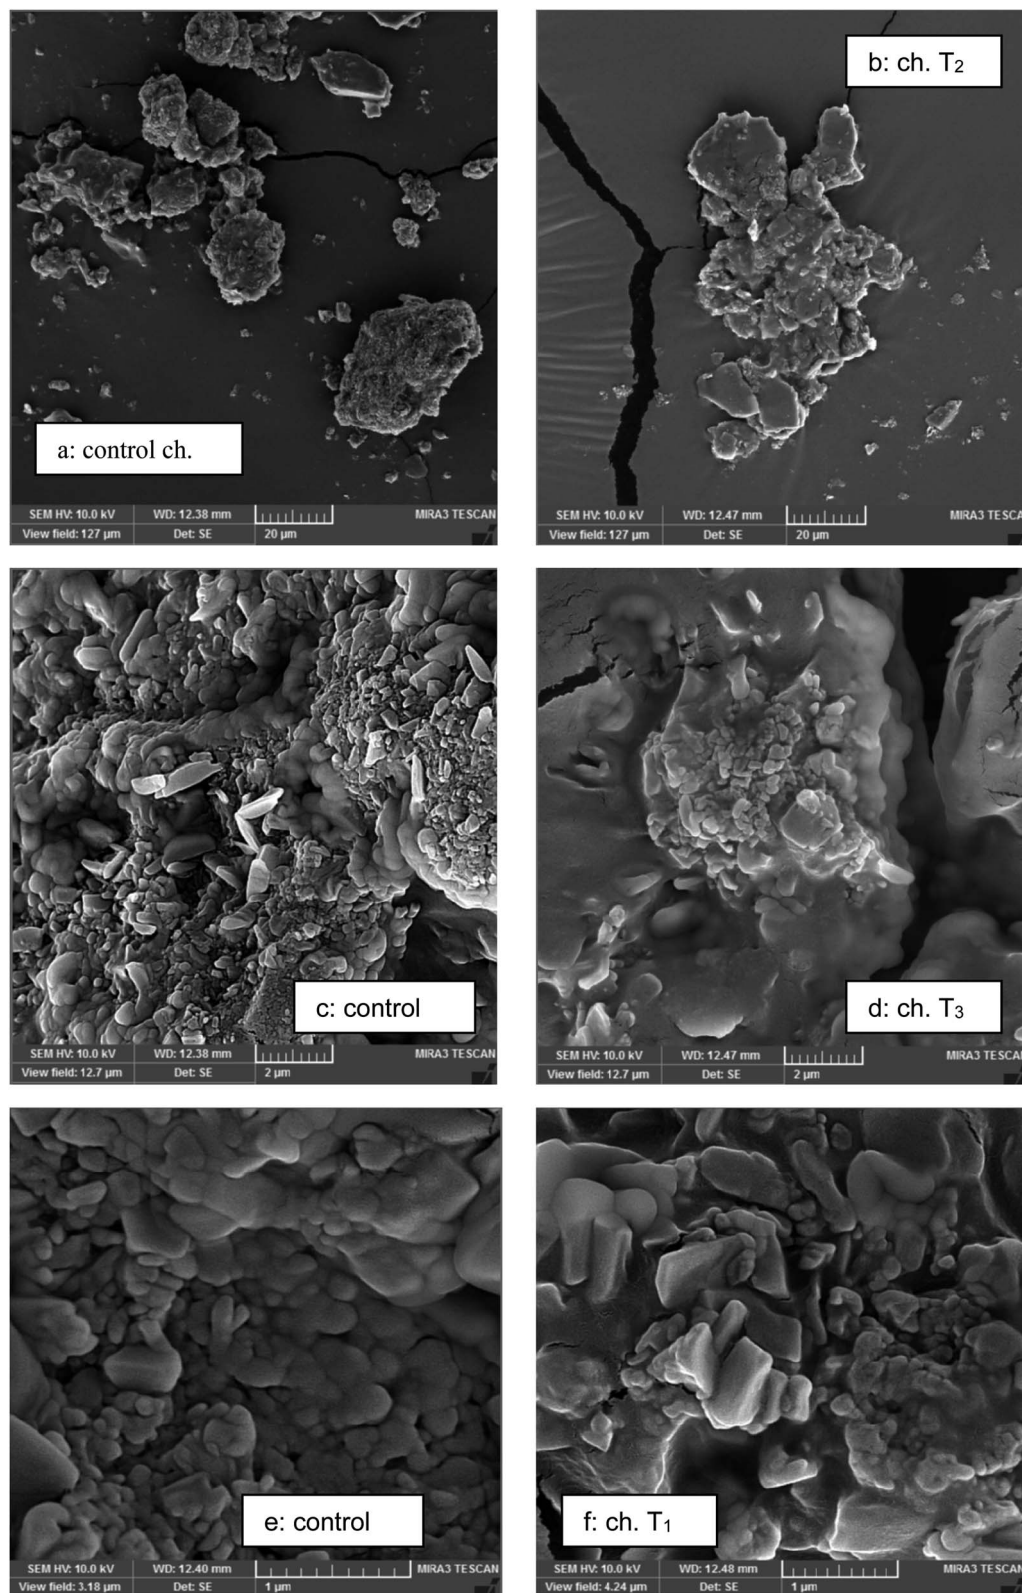 b: ch. T₂
a: control ch.
SEM HV: 10.0 kV WD: 12.38 mm MIRA3 TESCAN
View field: 127 µm Det: SE 20 µm
SEM HV: 10.0 kV WD: 12.47 mm MIRA3 TESCA
View field: 127 µm Det: SE 20 µm
c: control
SEM HV: 10.0 kV WD: 12.38 mm MIRA3 TESCAN
View field: 12.7 µm Det: SE 2 µm
d: ch. T₃
SEM HV: 10.0 kV WD: 12.47 mm MIRA3 TESCA
View field: 12.7 µm Det: SE 2 µm
e: control
SEM HV: 10.0 kV WD: 12.40 mm MIRA3 TESCAN
View field: 3.18 µm Det: SE 1 µm
f: ch. T₁
SEM HV: 10.0 kV WD: 12.48 mm MIRA3 TESCA
View field: 4.24 µm Det: SE 1 µm